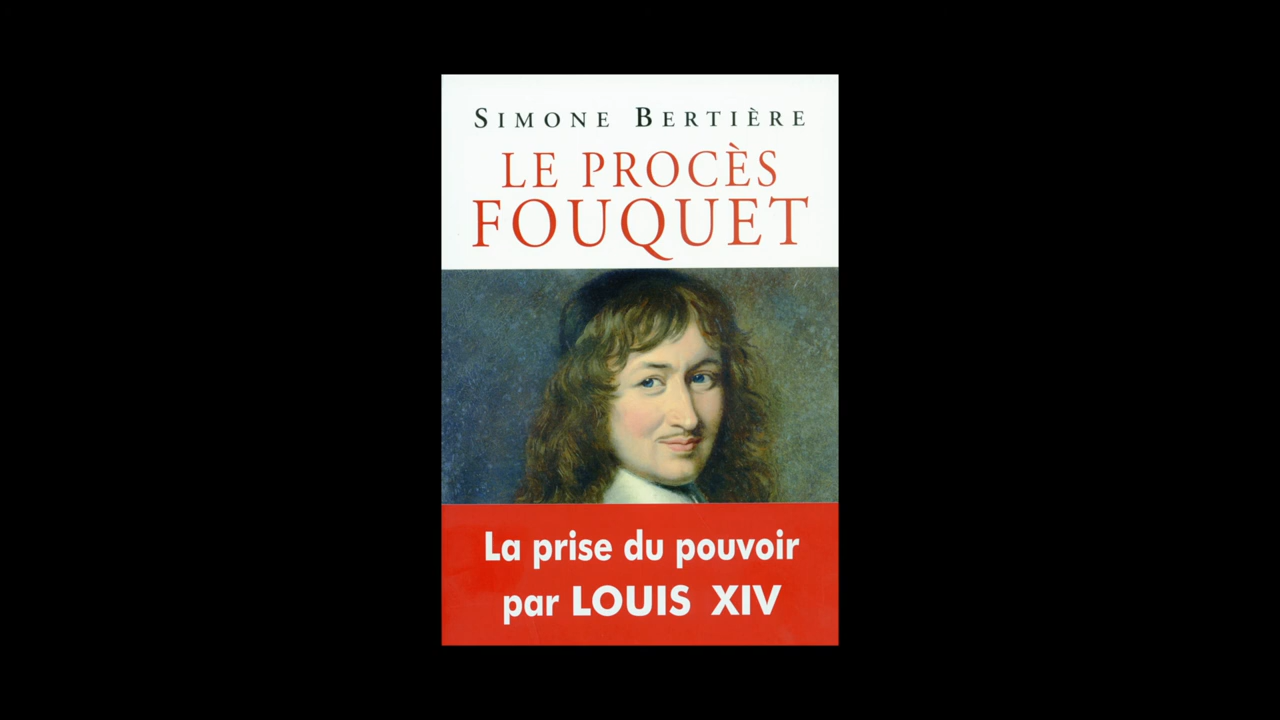 SIMONE BERTIÈRE
LE PROCÈS
FOUQUET
La prise du pouvoir
par LOUIS XIV